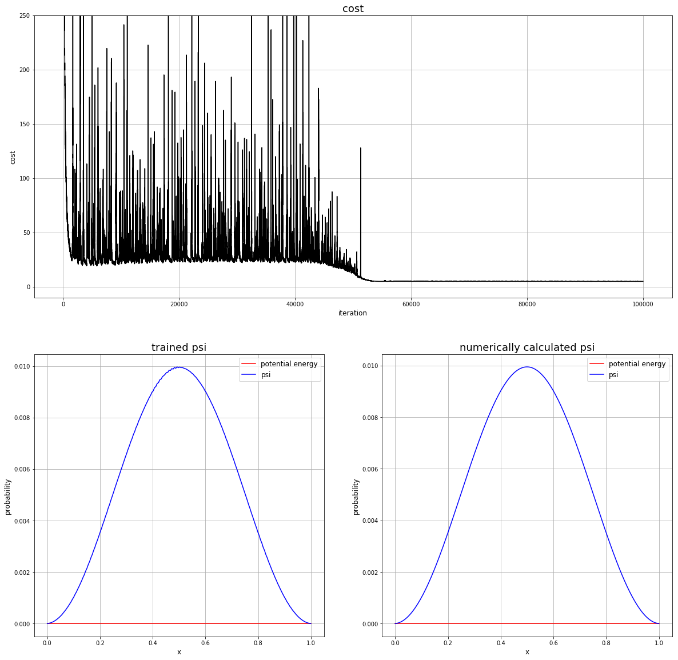 cost
250
200
150
100
50
0
cost
0
20000
40000
60000
80000
100000
iteration
trained psi
0.010
0.008
0.006
0.004
0.002
0.000
probability
potential energy
psi
0.0
0.2
0.4
0.6
0.8
1.0
x
numerically calculated psi
0.010
0.008
0.006
0.004
0.002
0.000
probability
potential energy
psi
0.0
0.2
0.4
0.6
0.8
1.0
x